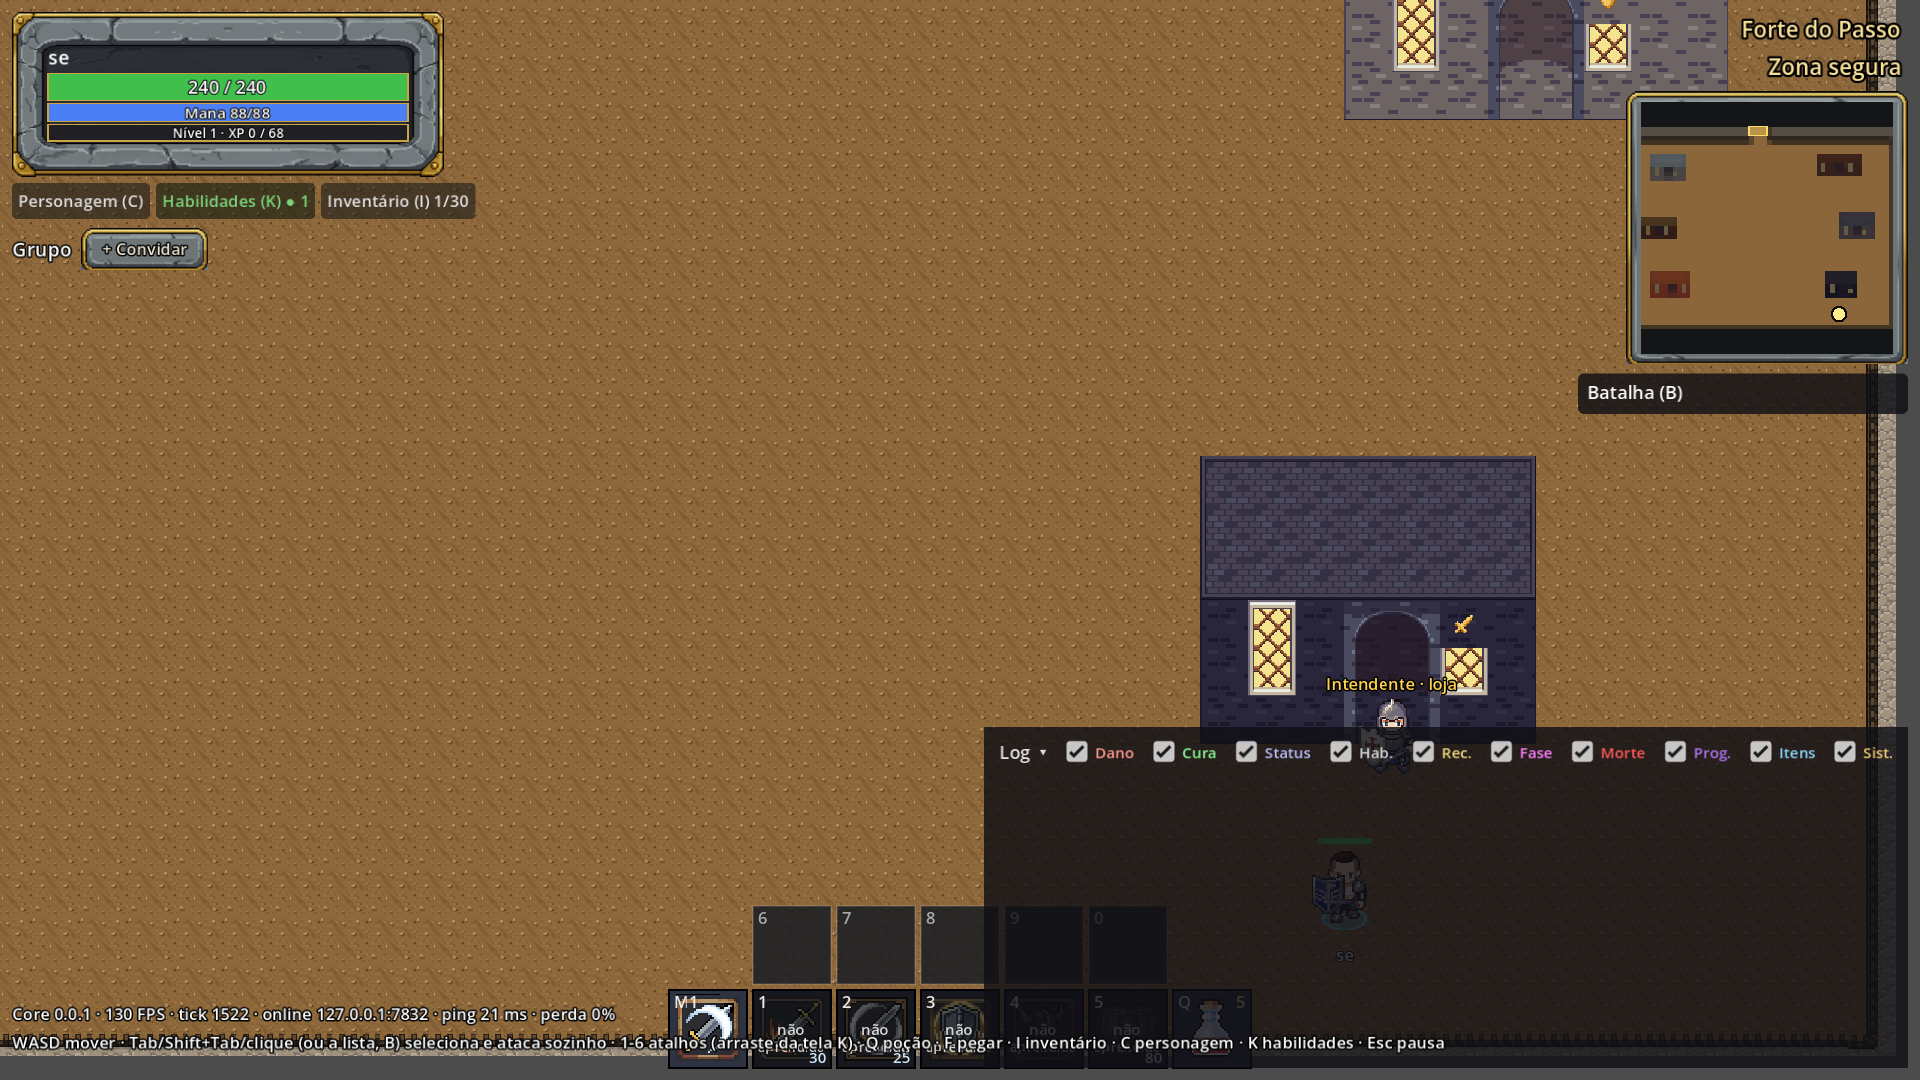 se
240 / 240
Mana 88/88
Nível 1 · XP 0 / 68
Personagem (C)
Habilidades (K) ● 1
Inventário (I) 1/30
Grupo
+ Convidar
Forte do Passo
Zona segura
Batalha (B)
Intendente · loja
Log ▾ Dano Cura Status Hab. Rec. Fase Morte Prog. Itens Sist.
se
6 7 8 9 0
M1 1 2 3 4 5 Q 5
não não não não não
30 25 80
Core 0.0.1 · 130 FPS · tick 1522 · online 127.0.0.1:7832 · ping 21 ms · perda 0%
WASD mover · Tab/Shift+Tab/clique (ou a lista, B) seleciona e ataca sozinho · 1-6 atalhos (arraste da tela K) · Q poção · F pegar · I inventário · C personagem · K habilidades · Esc pausa